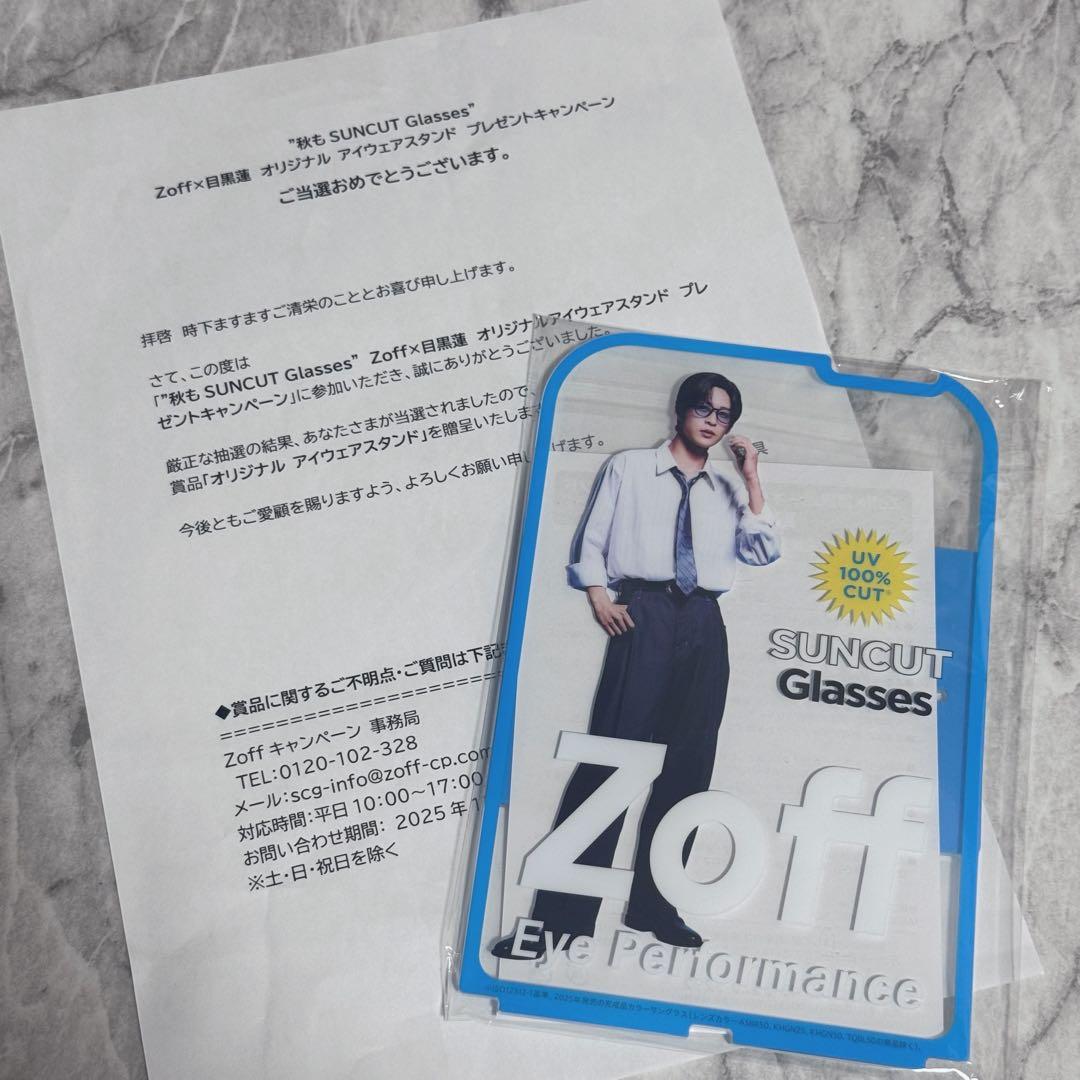 ”秋も SUNCUT Glasses”
Zoff×目黒蓮 オリジナル アイウェアスタンド プレゼントキャンペーン
ご当選おめでとうございます。
拝啓 時下ますますご清栄のこととお喜び申し上げます。
さて、この度は
「”秋も SUNCUT Glasses” Zoff×目黒蓮 オリジナルアイウェアスタンド プレ
ゼントキャンペーン」に参加いただき、誠にありがとうございました。
厳正な抽選の結果、あなたさまが当選されましたので、
賞品「オリジナル アイウェアスタンド」を贈呈いたします
今後ともご愛顧を賜りますよう、よろしくお願い申し上げます。
◆賞品に関するご不明点・ご質問は下記
Zoff キャンペーン 事務局
TEL:0120-102-328
メール:scg-info@zoff-cp.com
対応時間:平日 10:00~17:00
お問い合わせ期間: 2025 年 1
※土・日・祝日を除く
UV
100%
CUT※
SUNCUT
Glasses
Zoff
Eye Performance